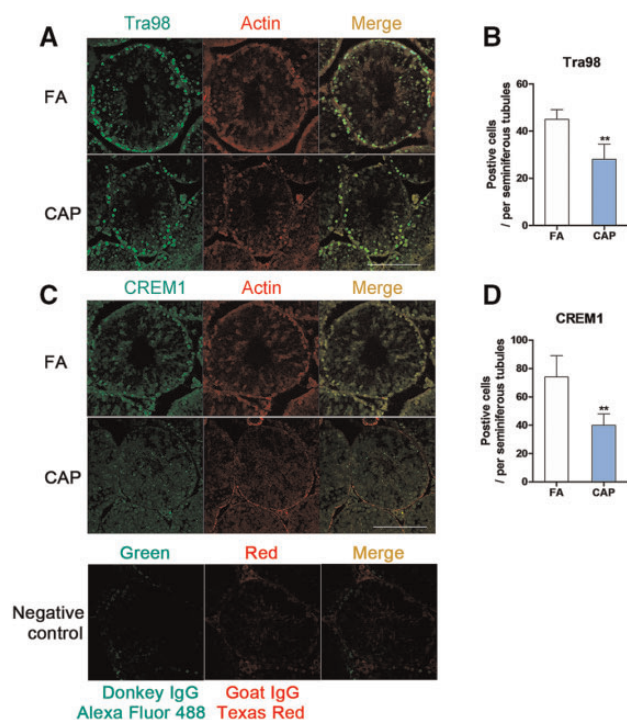 A
Tra98
Actin
Merge
FA
CAP
B
Tra98
Postive cells
/ per seminiferous tubules
60
40
20
0
**
FA
CAP
C
CREM1
Actin
Merge
FA
CAP
D
CREM1
Postive cells
/ per seminiferous tubules
100
80
60
40
20
0
**
FA
CAP
Green
Red
Merge
Negative
control
Donkey IgG
Alexa Fluor 488
Goat IgG
Texas Red